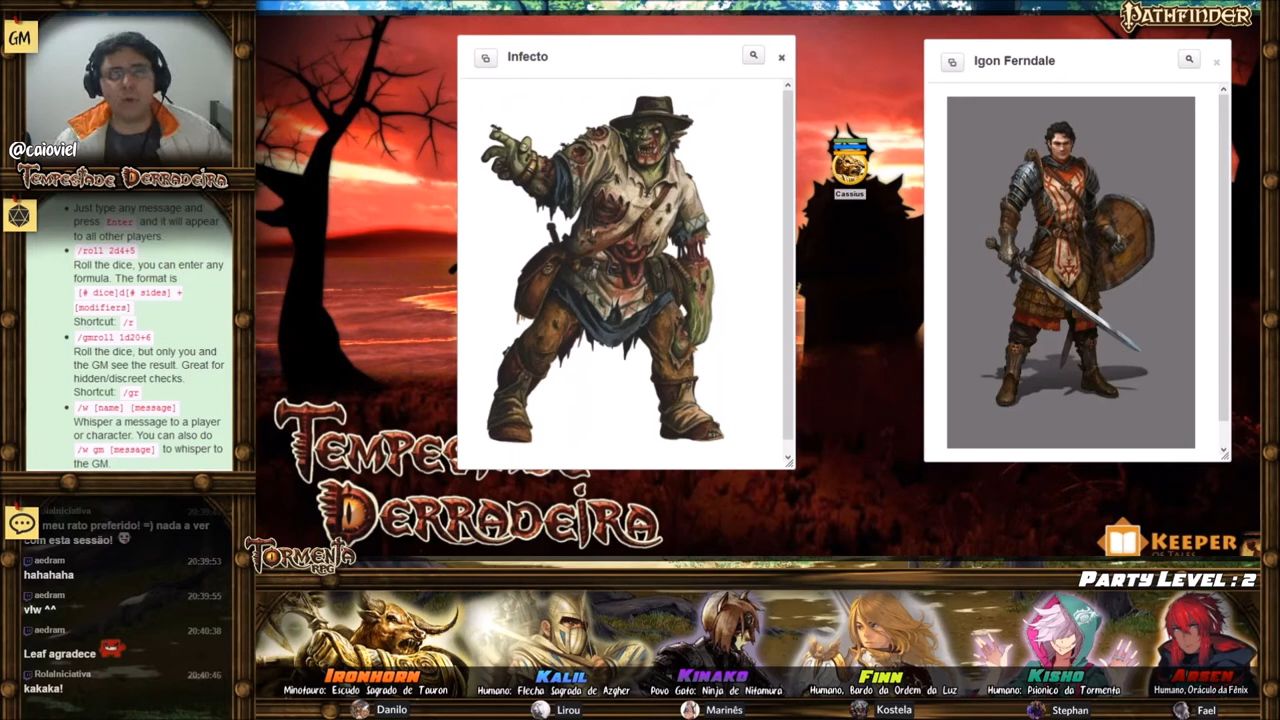 GM
@caioviel
Tempestade Derradeira
Just type any message and
press Enter and it will appear
to all other players.
/roll 2d4+5
Roll the dice, you can enter any
formula. The format is
[# dice]d[# sides] +
[modifiers]
Shortcut: /r
/gmroll 1d20+6
Roll the dice, but only you and
the GM see the result. Great for
hidden/discreet checks.
Shortcut: /gr
/w [name] [message]
Whisper a message to a player
or character. You can also do
/w gm [message] to whisper to
the GM.
meu rato preferido! =) nada a ver
com esta sessão!
aedram 20:39:53
hahahaha
aedram 20:39:55
vlw ^^
aedram 20:40:38
Leaf agradece
RolaIniciativa 20:40:46
kakaka!
Pathfinder
Infecto
Igon Ferndale
Cassius
Tempestade
Derradeira
Tormenta
RPG
Keeper
of Tales
Party Level : 2
Ironhorn
Minotauro: Escudo Sagrado de Tauron
Danilo
Kalil
Humano: Flecha Sagrada de Azgher
Lirou
Kinako
Povo Gato: Ninja de Nitamura
Marinês
Finn
Humano, Bardo da Ordem da Luz
Kostela
Kisho
Humano: Psionico da Tormenta
Stephan
Humano, Oráculo da Fênix
Fael